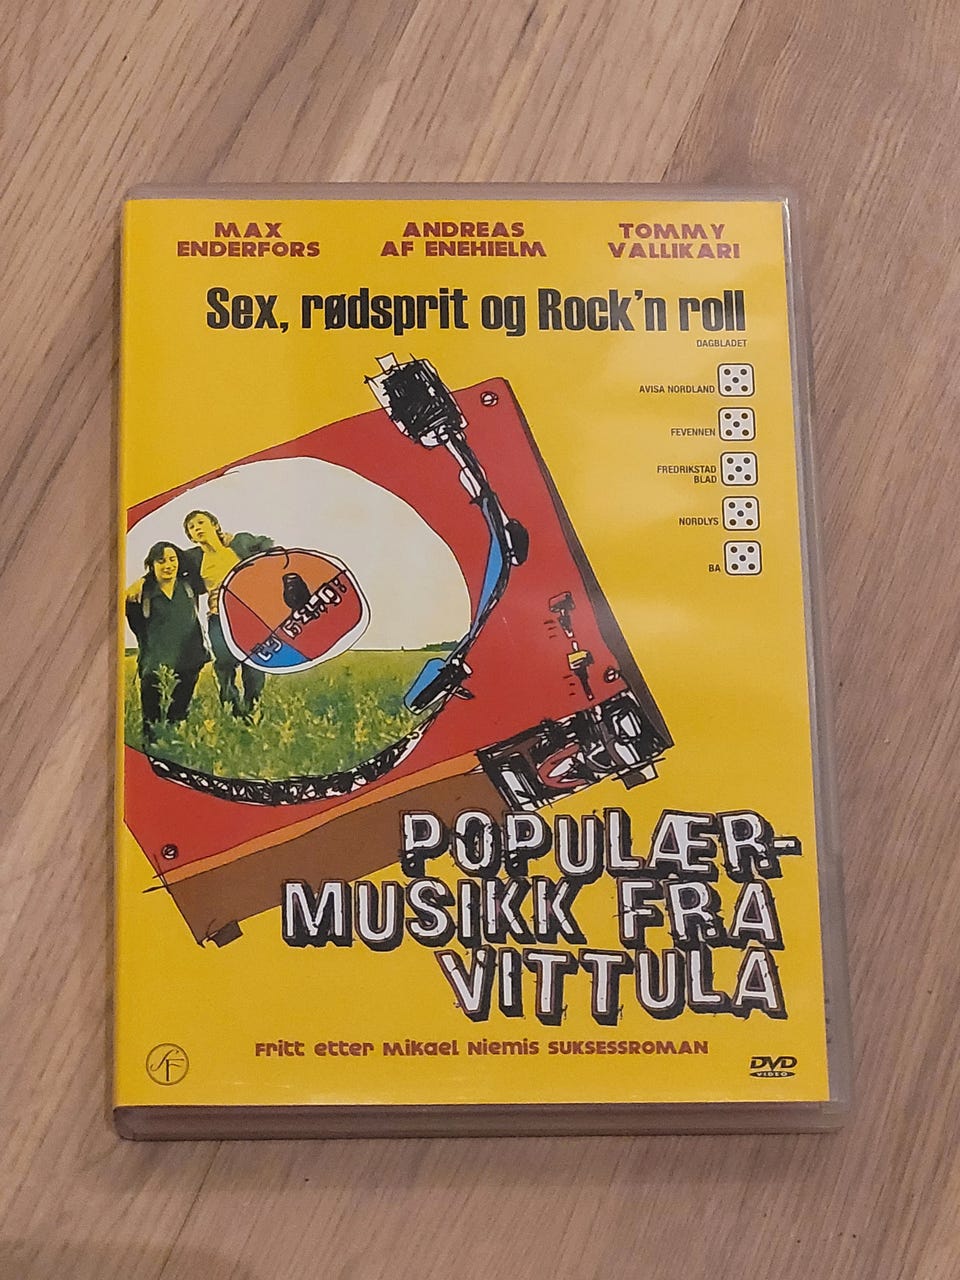 MAX
ENDERFORS
ANDREAS
AF ENEHIELM
TOMMY
VALLIKARI
Sex, rødsprit og Rock'n roll
DAGBLADET
AVISA NORDLAND
FEVENNEN
FREDRIKSTAD
BLAD
NORDLYS
BA
POPULÆR-
MUSIKK FRA
VITTULA
Fritt etter Mikael Niemis SUKSESSROMAN
SF
DVD
VIDEO